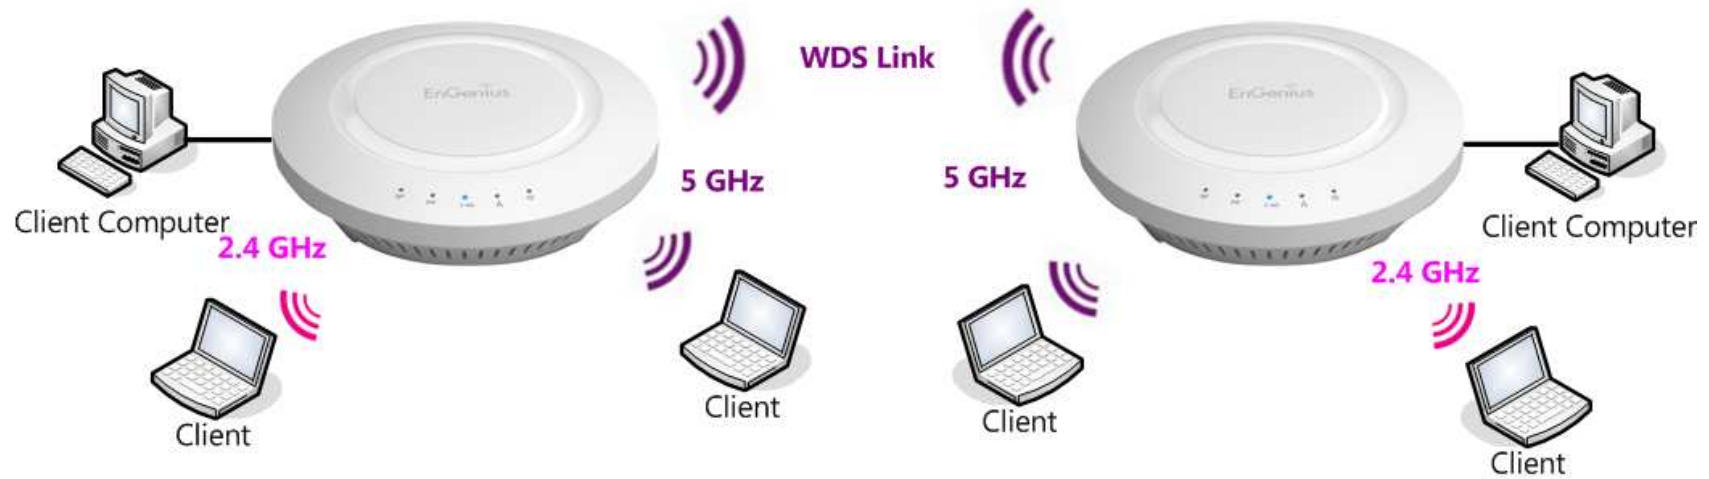 WDS Link
EnGenius
EnGenius
5 GHz
5 GHz
Client Computer
Client Computer
2.4 GHz
2.4 GHz
Client
Client
Client
Client